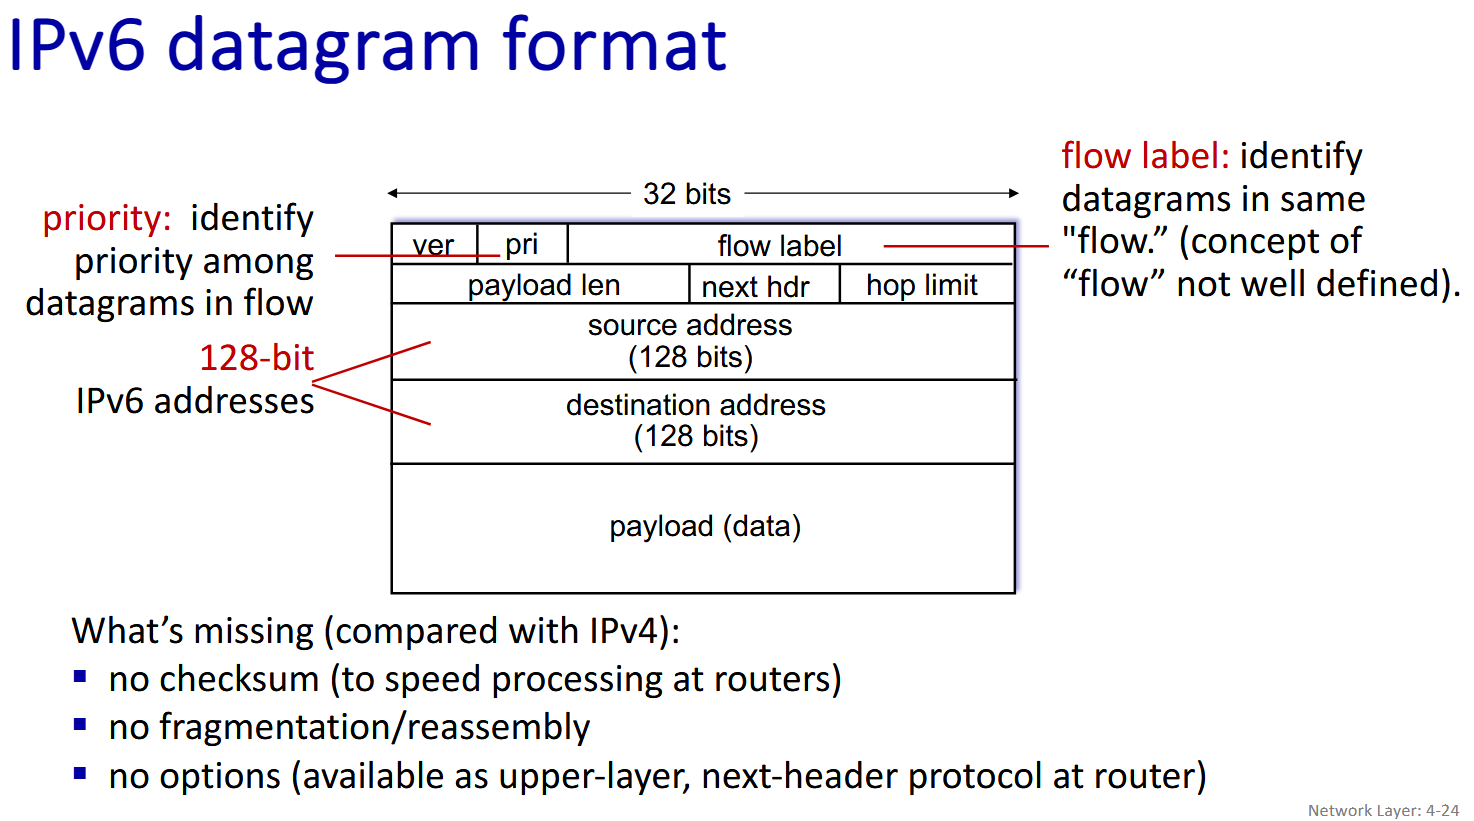 IPv6 datagram format
priority: identify
priority among
datagrams in flow
128-bit
IPv6 addresses
32 bits
ver pri flow label
payload len next hdr hop limit
source address
(128 bits)
destination address
(128 bits)
payload (data)
flow label: identify
datagrams in same
"flow.” (concept of
“flow” not well defined).
What’s missing (compared with IPv4):
▪ no checksum (to speed processing at routers)
▪ no fragmentation/reassembly
▪ no options (available as upper-layer, next-header protocol at router)
Network Layer: 4-24